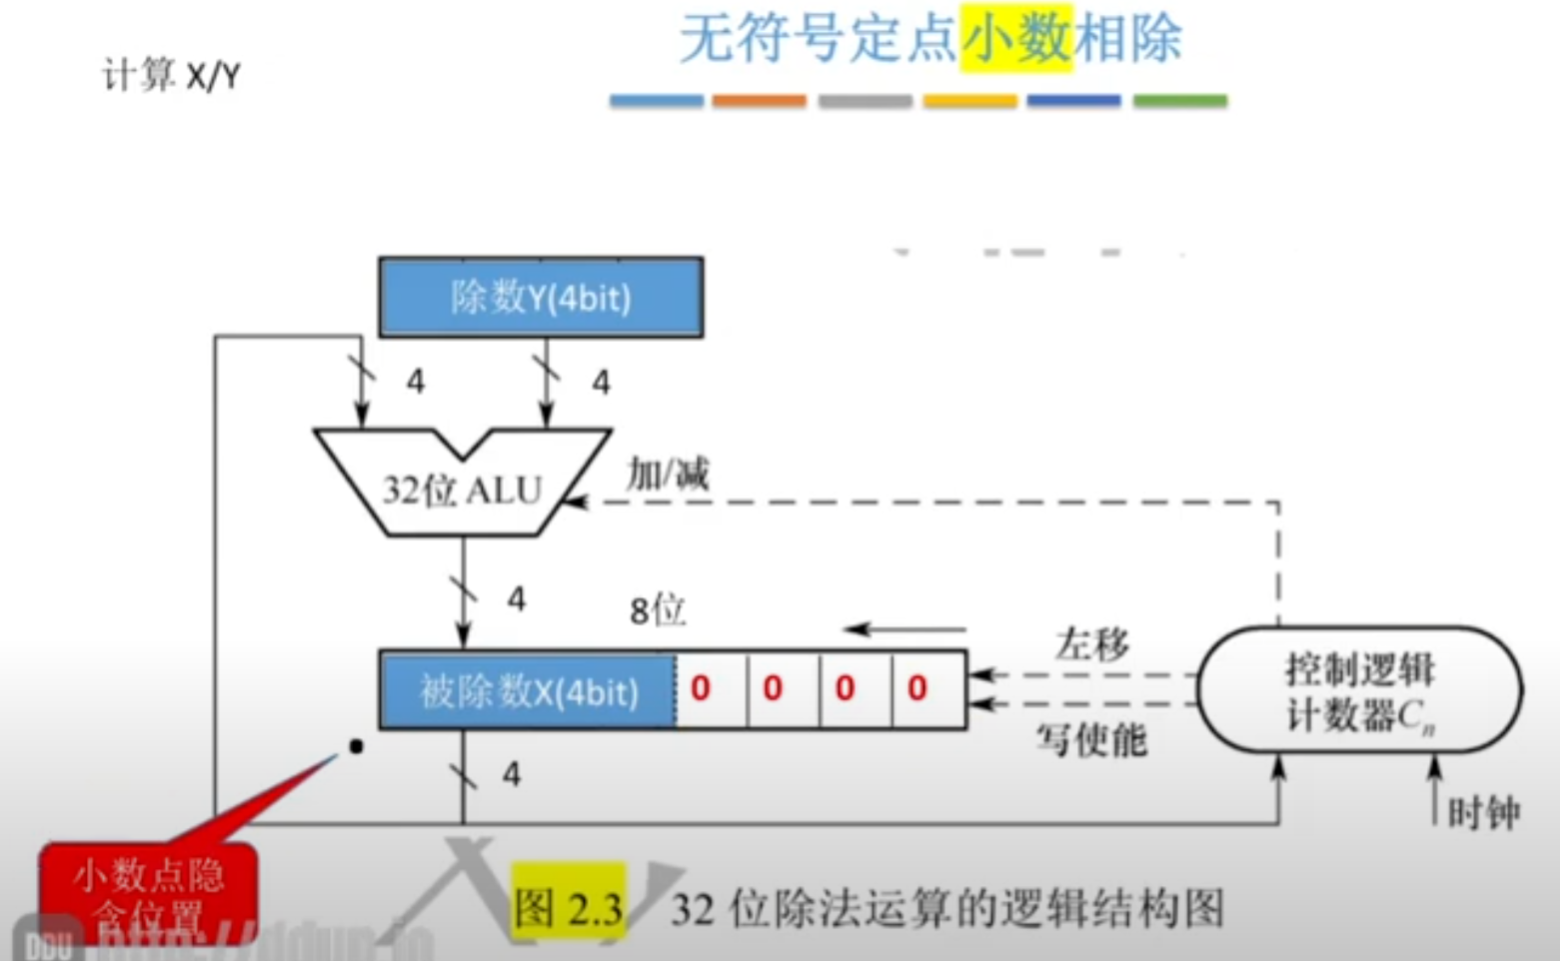 无符号定点小数相除
计算 X/Y
除数Y(4bit)
4
4
32位 ALU
加/减
4
8位
被除数X(4bit)
0
0
0
0
左移
写使能
控制逻辑
计数器Cn
4
时钟
小数点隐
含位置
图 2.3 32 位除法运算的逻辑结构图